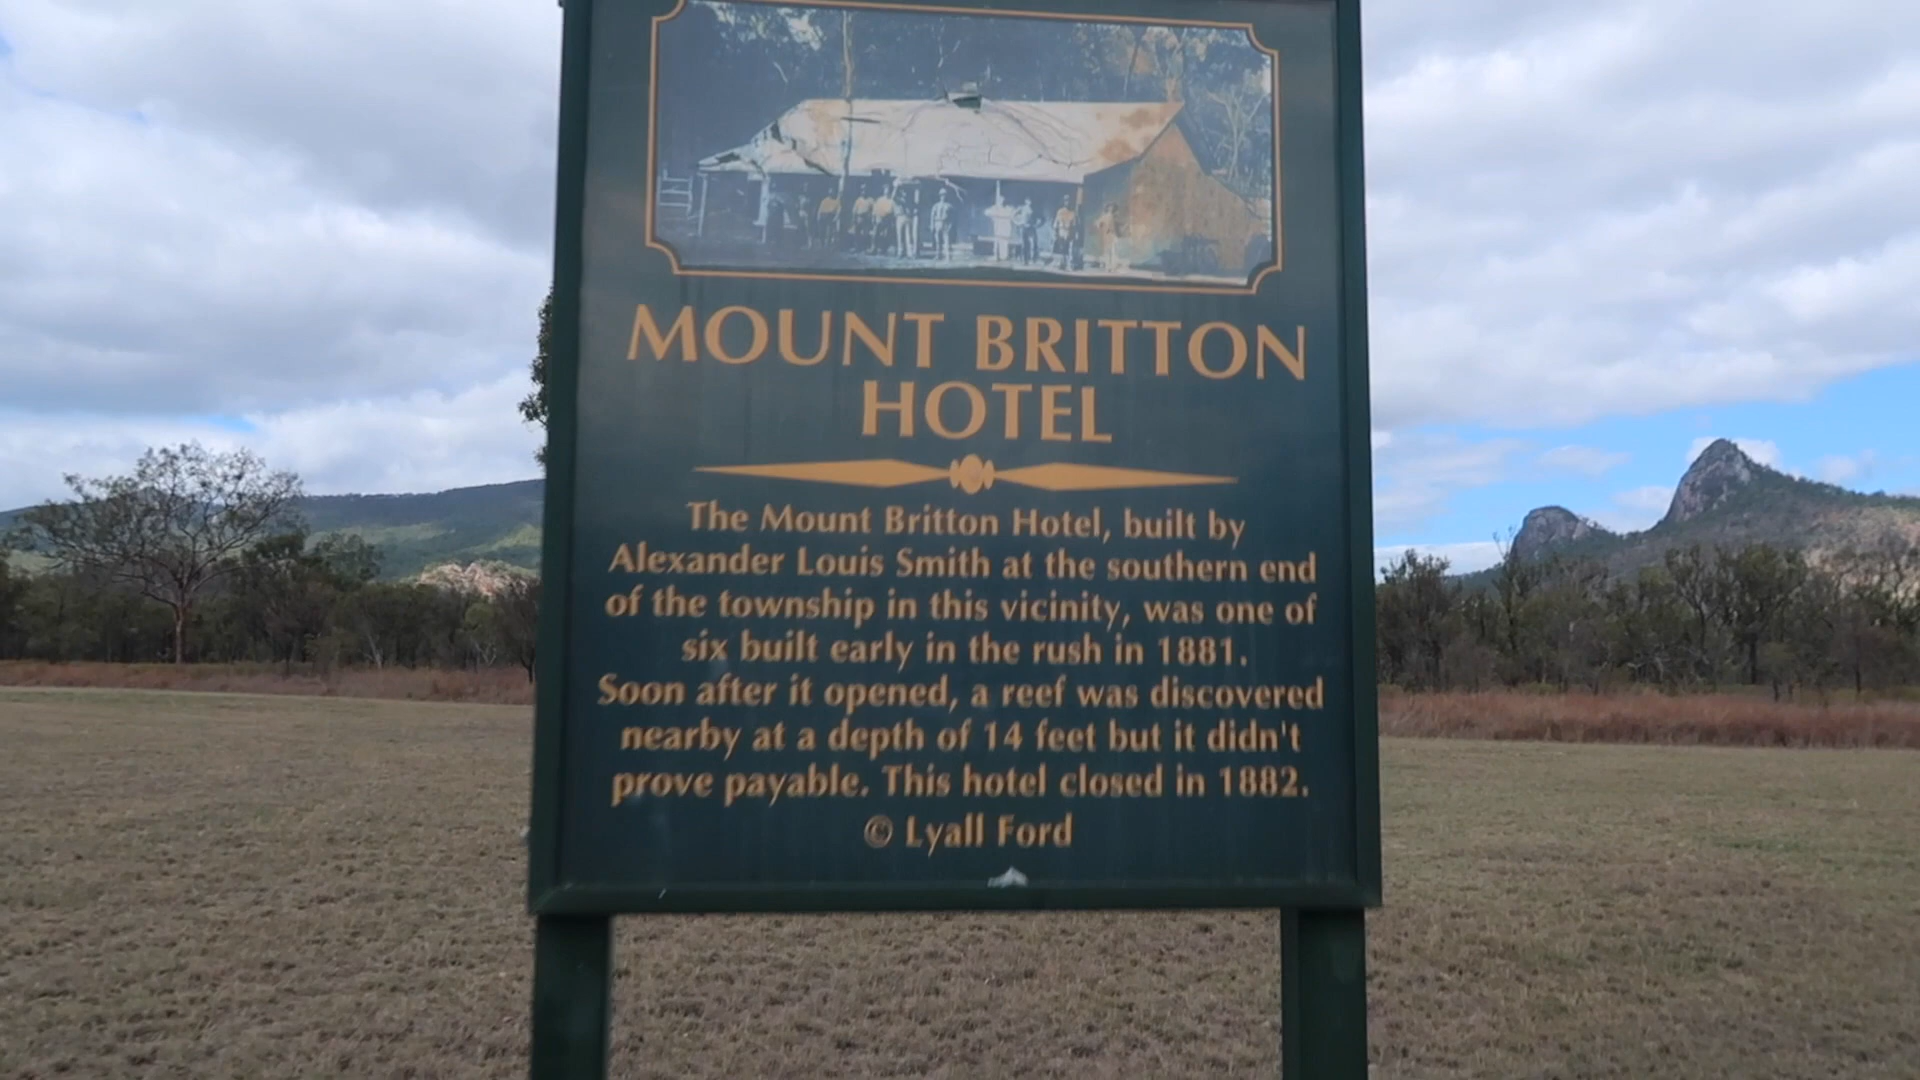 MOUNT BRITTON
HOTEL
The Mount Britton Hotel, built by
Alexander Louis Smith at the southern end
of the township in this vicinity, was one of
six built early in the rush in 1881.
Soon after it opened, a reef was discovered
nearby at a depth of 14 feet but it didn't
prove payable. This hotel closed in 1882.
© Lyall Ford